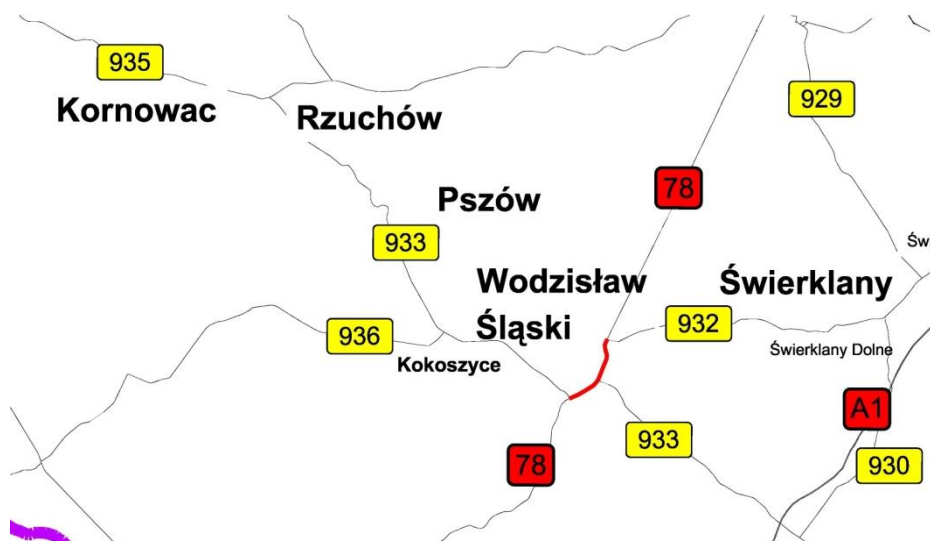 935
929
Kornowac
Rzuchów
78
Pszów
933
Św
Wodzisław
Śląski
Świerklany
932
936
Świerklany Dolne
Kokoszyce
A1
933
78
930